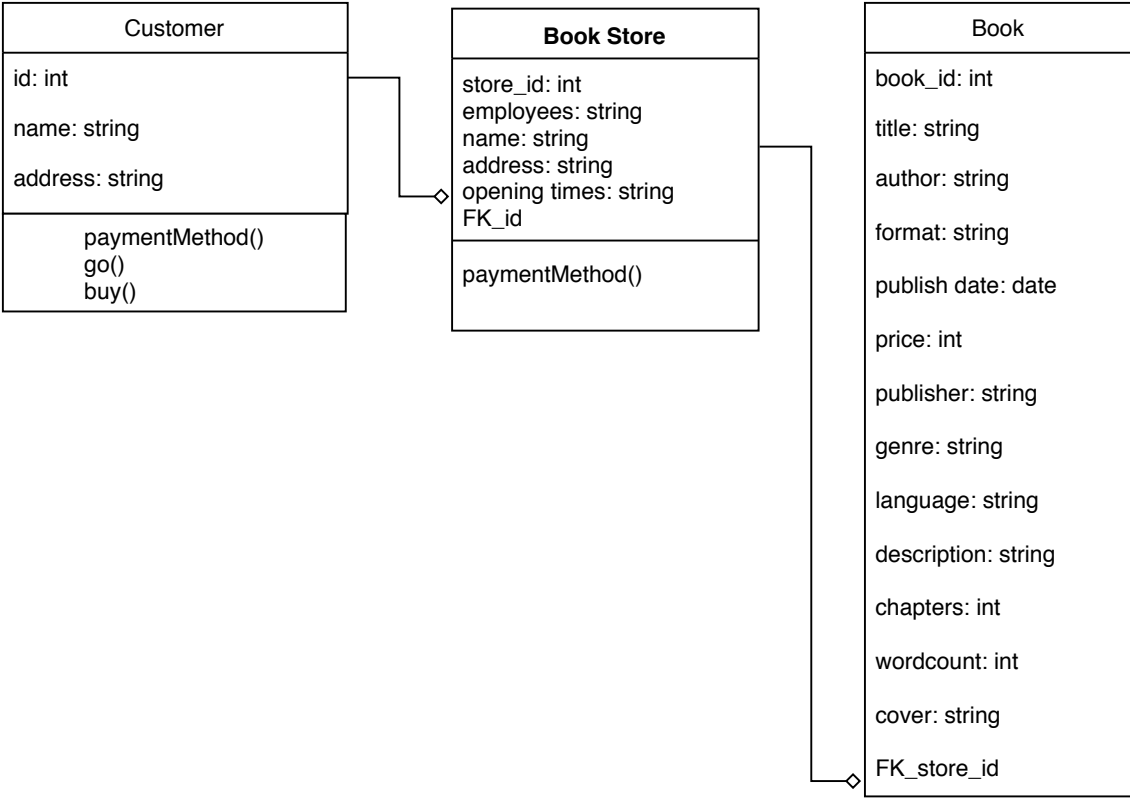 Customer
id: int
name: string
address: string
paymentMethod()
go()
buy()
Book Store
store_id: int
employees: string
name: string
address: string
opening times: string
FK_id
paymentMethod()
Book
book_id: int
title: string
author: string
format: string
publish date: date
price: int
publisher: string
genre: string
language: string
description: string
chapters: int
wordcount: int
cover: string
FK_store_id